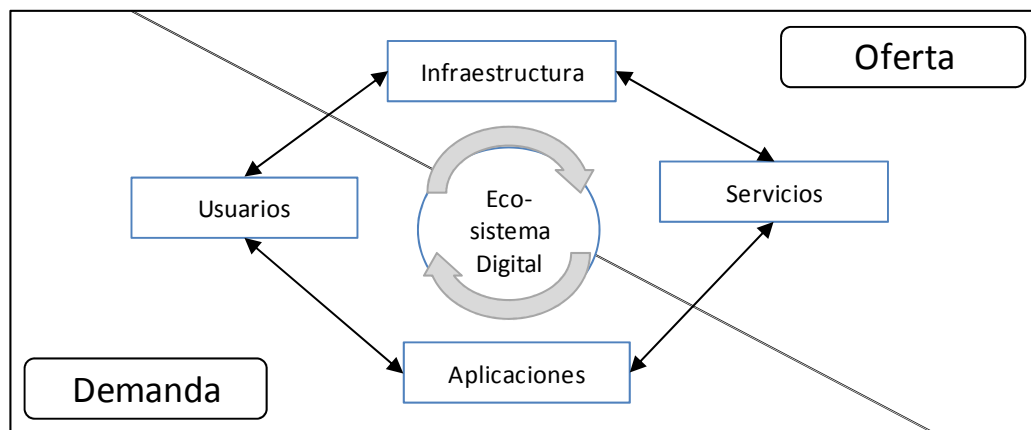 Oferta
Infraestructura
Usuarios
Servicios
Eco-
sistema
Digital
Aplicaciones
Demanda